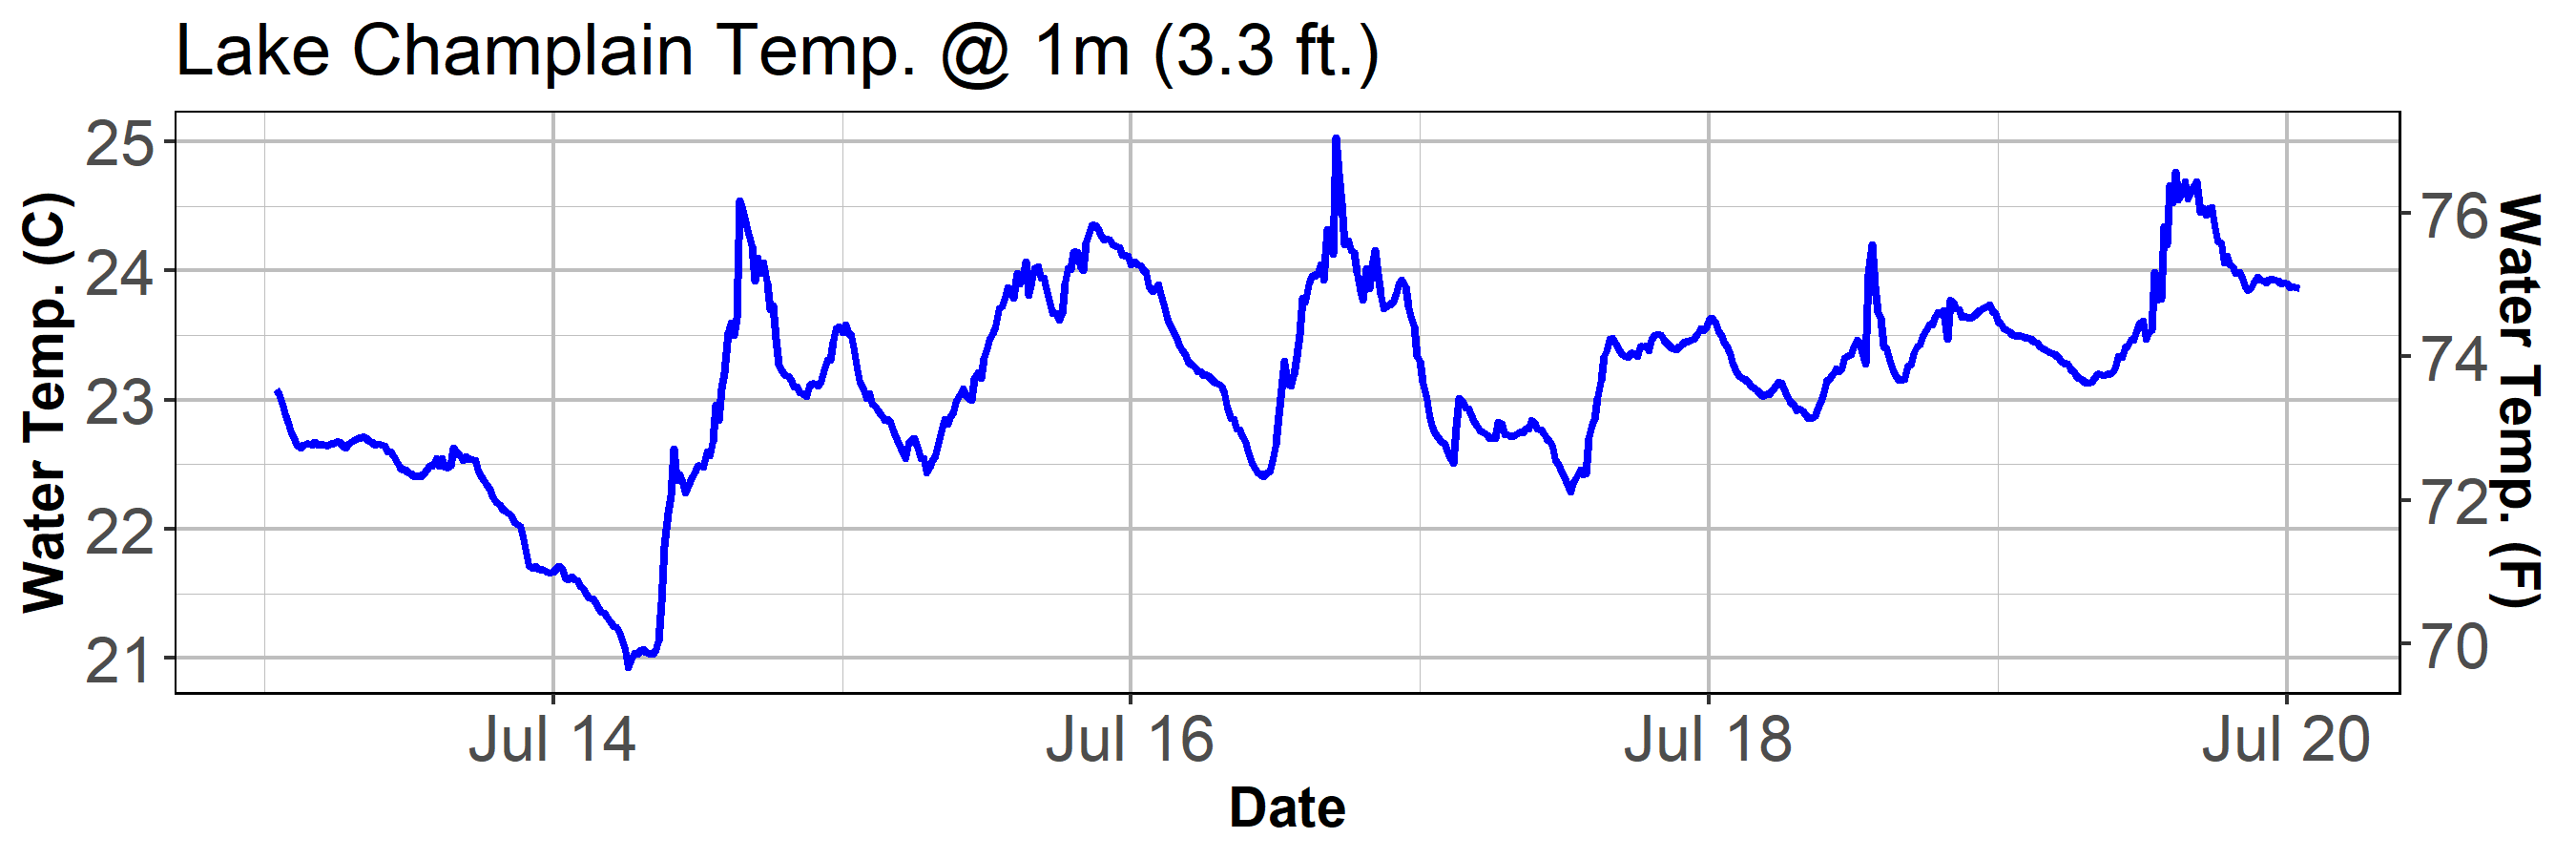 Lake Champlain Temp. @ 1m (3.3 ft.)
Water Temp. (C)
25
24
23
22
21
76
74
72
70
Water Temp. (F)
Jul 14
Jul 16
Jul 18
Jul 20
Date